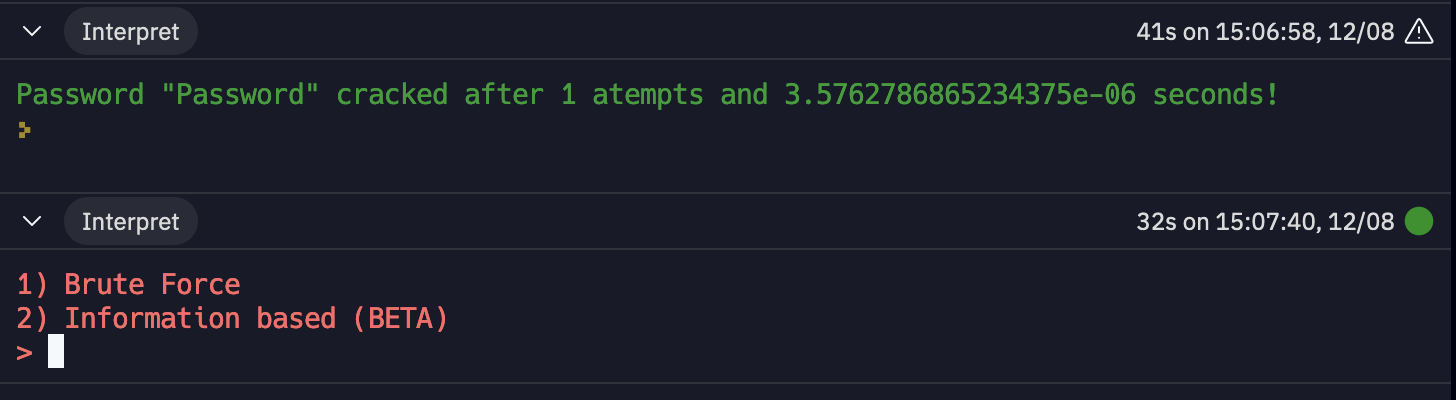 Interpret 41s on 15:06:58, 12/08
Password "Password" cracked after 1 atempts and 3.5762786865234375e-06 seconds!
Interpret 32s on 15:07:40, 12/08
1) Brute Force
2) Information based (BETA)
>